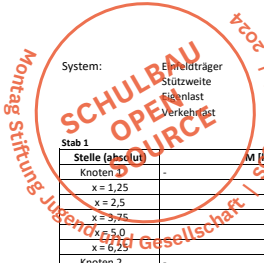 System:
Einfeldträger
Stützweite
Eigenlast
Verkehrlast
SCHULBAU
OPEN
SOURCE
Montag Stiftung Jugend und Gesellschaft |
2024
Stab 1
Stelle (absolut)
Knoten 1 -
x = 1,25
x = 2,5
x = 3,75
x = 5,0
x = 6,25
Knoten 2 -